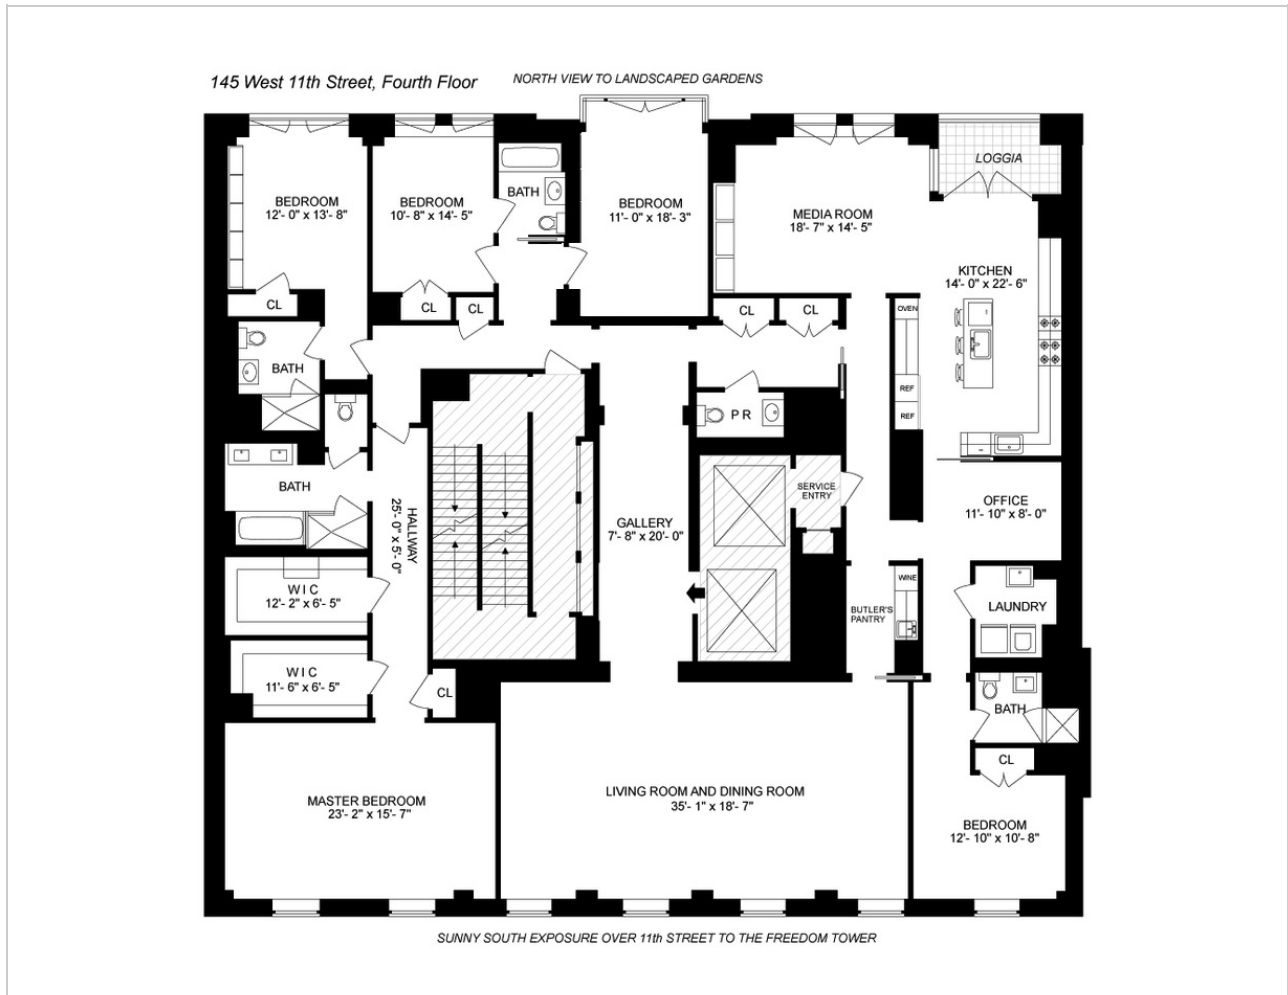 145 West 11th Street, Fourth Floor
NORTH VIEW TO LANDSCAPED GARDENS
LOGGIA
BEDROOM
12'- 0" x 13'- 8"
BEDROOM
10'- 8" x 14'- 5"
BATH
BEDROOM
11'- 0" x 18'- 3"
MEDIA ROOM
18'- 7" x 14'- 5"
KITCHEN
14'- 0" x 22'- 6"
CL
CL
CL
CL
CL
OVEN
BATH
REF
REF
P R
BATH
HALLWAY
25'- 0" x 5'- 0"
SERVICE
ENTRY
OFFICE
11'- 10" x 8'- 0"
GALLERY
7'- 8" x 20'- 0"
W I C
12'- 2" x 6'- 5"
WINE
BUTLER'S
PANTRY
LAUNDRY
W I C
11'- 6" x 6'- 5"
CL
BATH
CL
MASTER BEDROOM
23'- 2" x 15'- 7"
LIVING ROOM AND DINING ROOM
35'- 1" x 18'- 7"
BEDROOM
12'- 10" x 10'- 8"
SUNNY SOUTH EXPOSURE OVER 11th STREET TO THE FREEDOM TOWER